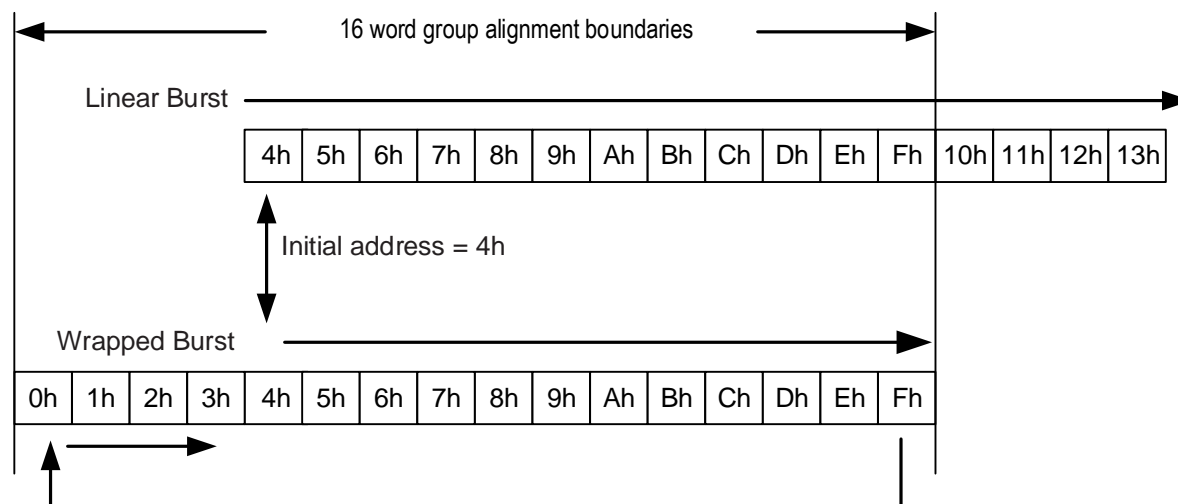 16 word group alignment boundaries
Linear Burst
4h 5h 6h 7h 8h 9h Ah Bh Ch Dh Eh Fh 10h 11h 12h 13h
Initial address = 4h
Wrapped Burst
0h 1h 2h 3h 4h 5h 6h 7h 8h 9h Ah Bh Ch Dh Eh Fh